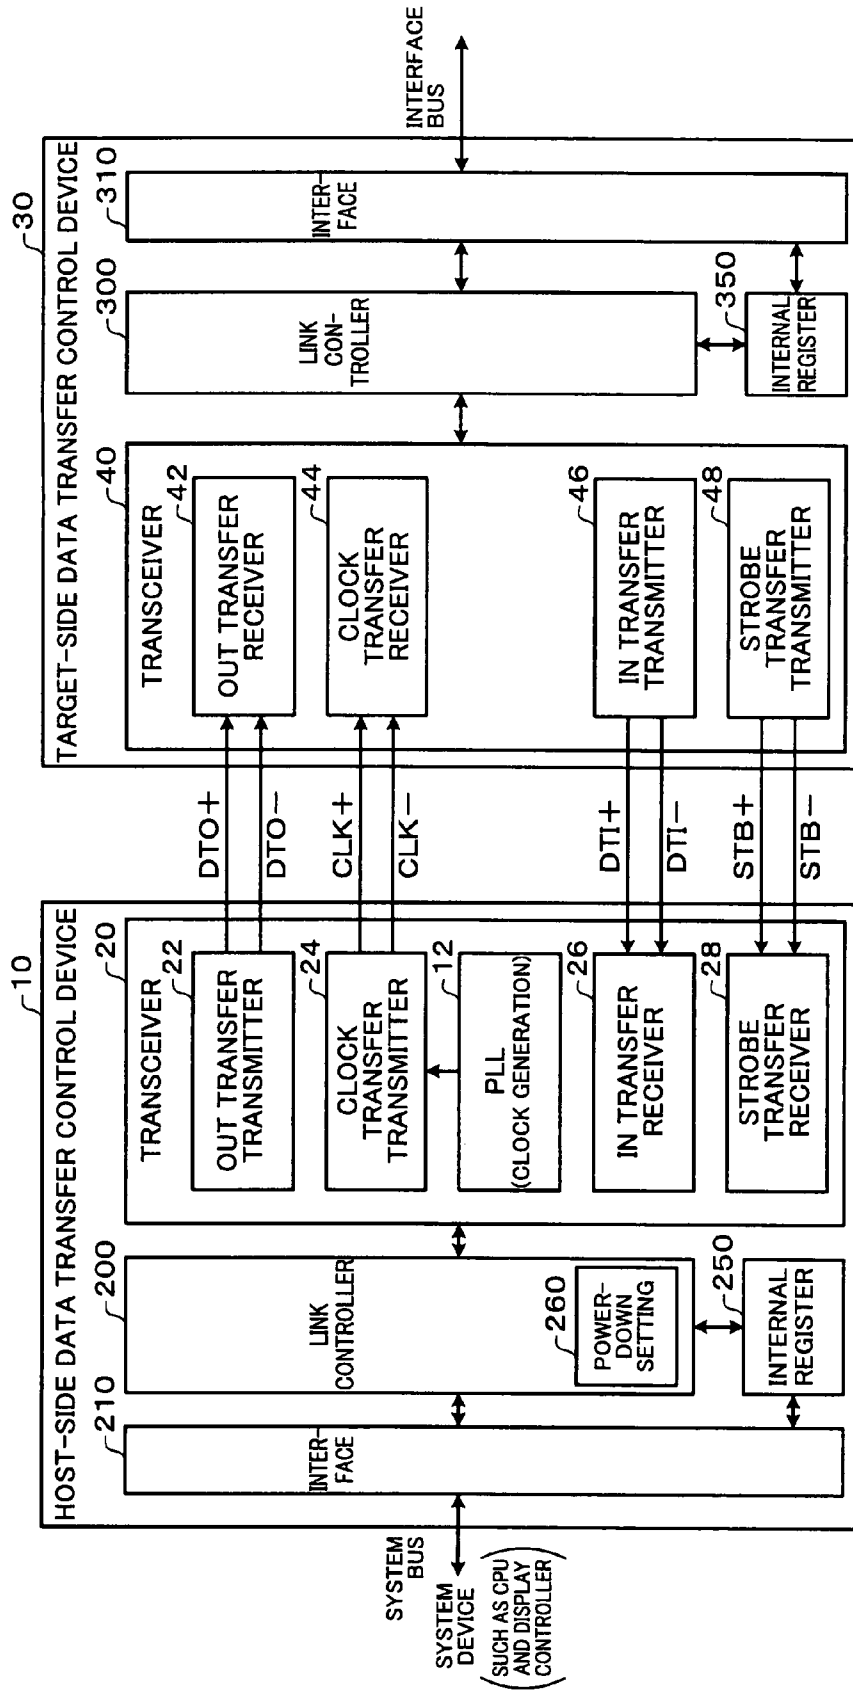 10
HOST-SIDE DATA TRANSFER CONTROL DEVICE
SYSTEM
BUS
SYSTEM
DEVICE
(SUCH AS CPU
AND DISPLAY
CONTROLLER)
210
INTER-
FACE
200
LINK
CONTROLLER
260
POWER-
DOWN
SETTING
250
INTERNAL
REGISTER
20
TRANSCEIVER
22
OUT TRANSFER
TRANSMITTER
24
CLOCK
TRANSFER
TRANSMITTER
12
PLL
(CLOCK GENERATION)
26
IN TRANSFER
RECEIVER
28
STROBE
TRANSFER
RECEIVER
DTO+
DTO−
CLK+
CLK−
DTI+
DTI−
STB+
STB−
30
TARGET-SIDE DATA TRANSFER CONTROL DEVICE
40
TRANSCEIVER
42
OUT TRANSFER
RECEIVER
44
CLOCK
TRANSFER
RECEIVER
46
IN TRANSFER
TRANSMITTER
48
STROBE
TRANSFER
TRANSMITTER
300
LINK
CON-
TROLLER
350
INTERNAL
REGISTER
310
INTER-
FACE
INTERFACE
BUS